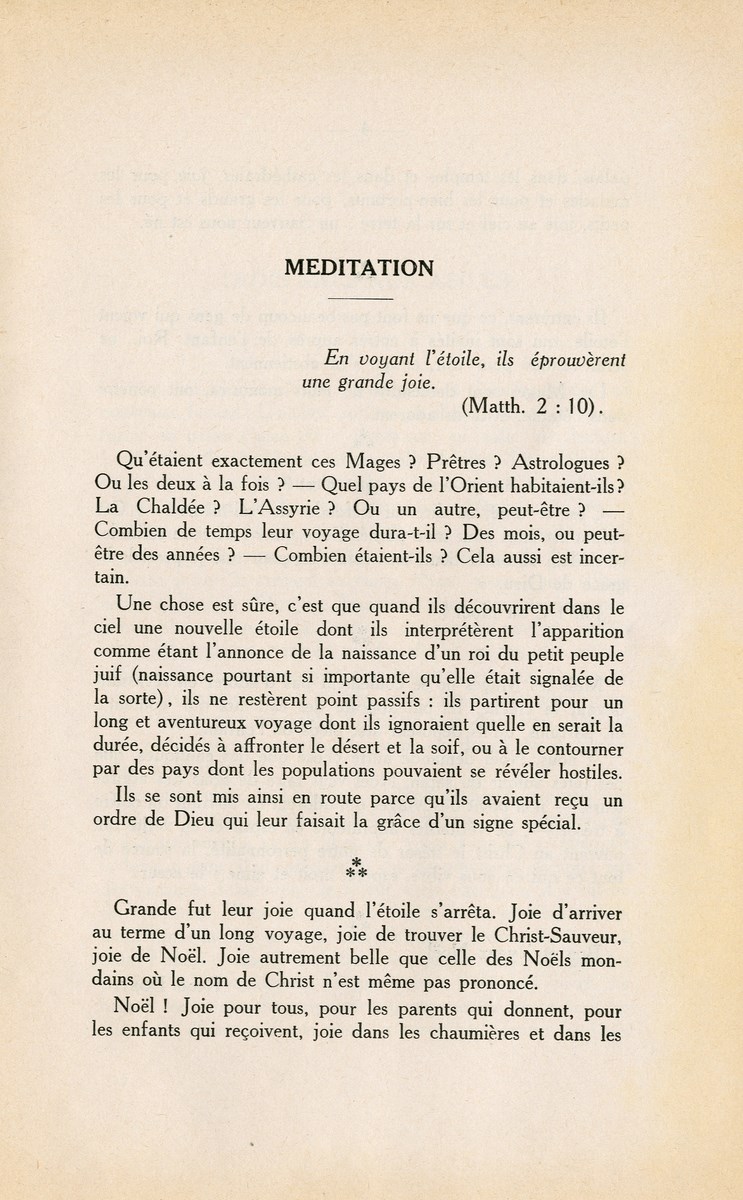 MEDITATION
En voyant l'étoile, ils éprouvèrent
une grande joie.
(Matth. 2 : 10).
Qu'étaient exactement ces Mages ? Prêtres ? Astrologues ?
Ou les deux à la fois ? — Quel pays de l'Orient habitaient-ils?
La Chaldée ? L'Assyrie ? Ou un autre, peut-être ? —
Combien de temps leur voyage dura-t-il ? Des mois, ou peut-
être des années ? — Combien étaient-ils ? Cela aussi est incer-
tain.
Une chose est sûre, c'est que quand ils découvrirent dans le
ciel une nouvelle étoile dont ils interprétèrent l'apparition
comme étant l'annonce de la naissance d'un roi du petit peuple
juif (naissance pourtant si importante qu'elle était signalée de
la sorte), ils ne restèrent point passifs : ils partirent pour un
long et aventureux voyage dont ils ignoraient quelle en serait la
durée, décidés à affronter le désert et la soif, ou à le contourner
par des pays dont les populations pouvaient se révéler hostiles.
Ils se sont mis ainsi en route parce qu'ils avaient reçu un
ordre de Dieu qui leur faisait la grâce d'un signe spécial.
*
**
Grande fut leur joie quand l'étoile s'arrêta. Joie d'arriver
au terme d'un long voyage, joie de trouver le Christ-Sauveur,
joie de Noël. Joie autrement belle que celle des Noëls mon-
dains où le nom de Christ n'est même pas prononcé.
Noël ! Joie pour tous, pour les parents qui donnent, pour
les enfants qui reçoivent, joie dans les chaumières et dans les